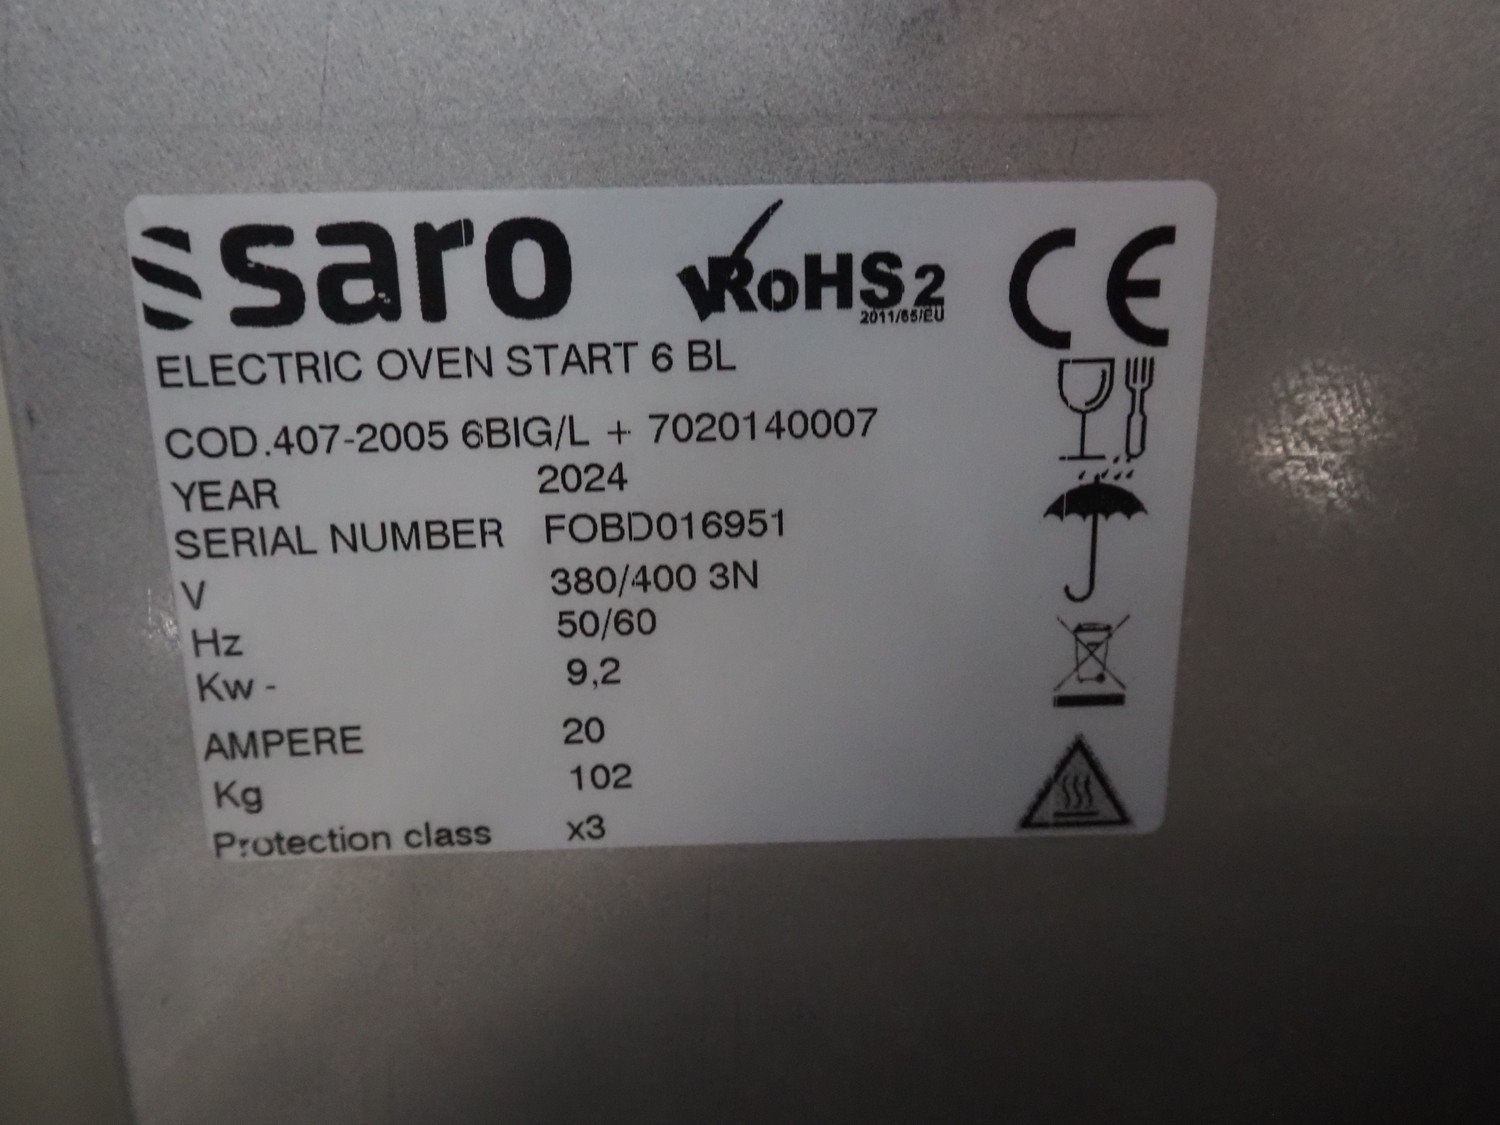 saro
RoHS 2
2011/65/EU
CE
ELECTRIC OVEN START 6 BL
COD.407-2005 6BIG/L + 7020140007
YEAR 2024
SERIAL NUMBER FOBD016951
V 380/400 3N
Hz 50/60
Kw - 9,2
AMPERE 20
Kg 102
Protection class x3